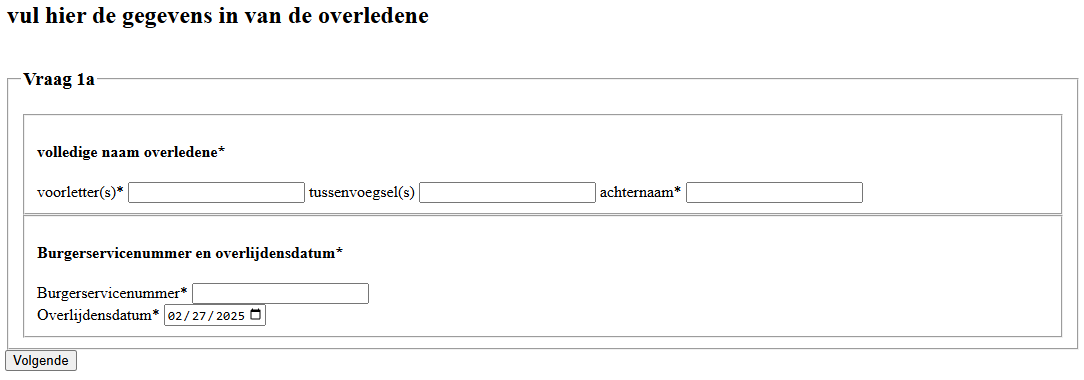 vul hier de gegevens in van de overledene
Vraag 1a
volledige naam overledene*
voorletter(s)* tussenvoegsel(s) achternaam*
Burgerservicenummer en overlijdensdatum*
Burgerservicenummer*
Overlijdensdatum* 02/27/2025
Volgende